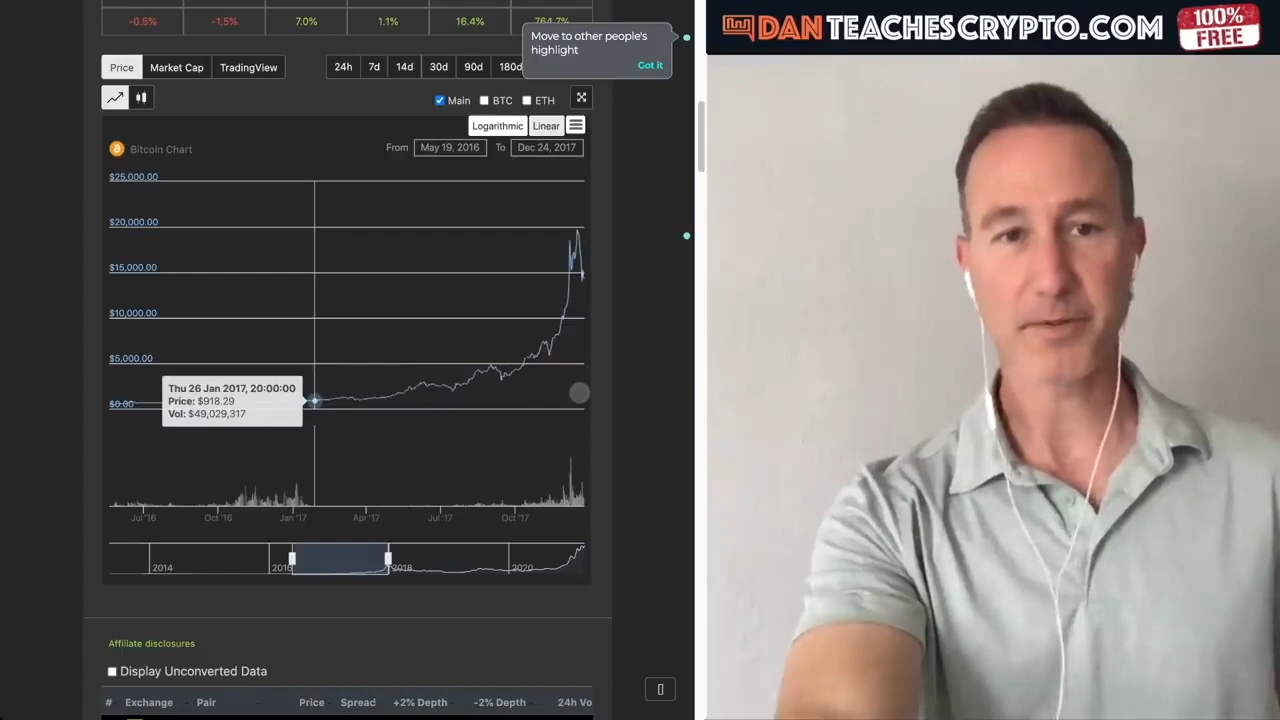 -0.5% -1.5% 7.0% 1.1% 16.4% 764.7%
Move to other people's
highlight
Got it
Price Market Cap TradingView 24h 7d 14d 30d 90d 180d
Main BTC ETH
Logarithmic Linear
Bitcoin Chart From May 19, 2016 To Dec 24, 2017
$25,000.00
$20,000.00
$15,000.00
$10,000.00
$5,000.00
$0.00
Thu 26 Jan 2017, 20:00:00
Price: $918.29
Vol: $49,029,317
Jul '16 Oct '16 Jan '17 Apr '17 Jul '17 Oct '17
2014 2016 2018 2020
Affiliate disclosures
Display Unconverted Data
# Exchange Pair Price Spread +2% Depth -2% Depth 24h Vo
DANTEACHESCRYPTO.COM
100%
FREE